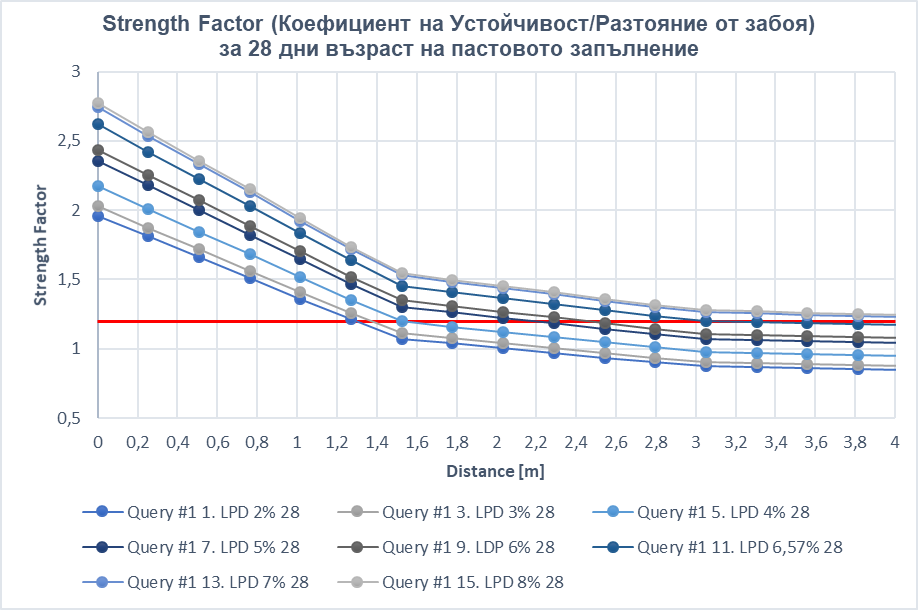 Strength Factor (Коефициент на Устойчивост/Разтояние от забоя)
за 28 дни възраст на пастовото запълнение
3
2,5
2
1,5
1
0,5
Strength Factor
0 0,2 0,4 0,6 0,8 1 1,2 1,4 1,6 1,8 2 2,2 2,4 2,6 2,8 3 3,2 3,4 3,6 3,8 4
Distance [m]
Query #1 1. LPD 2% 28 Query #1 3. LPD 3% 28 Query #1 5. LPD 4% 28
Query #1 7. LPD 5% 28 Query #1 9. LDP 6% 28 Query #1 11. LPD 6,57% 28
Query #1 13. LPD 7% 28 Query #1 15. LPD 8% 28